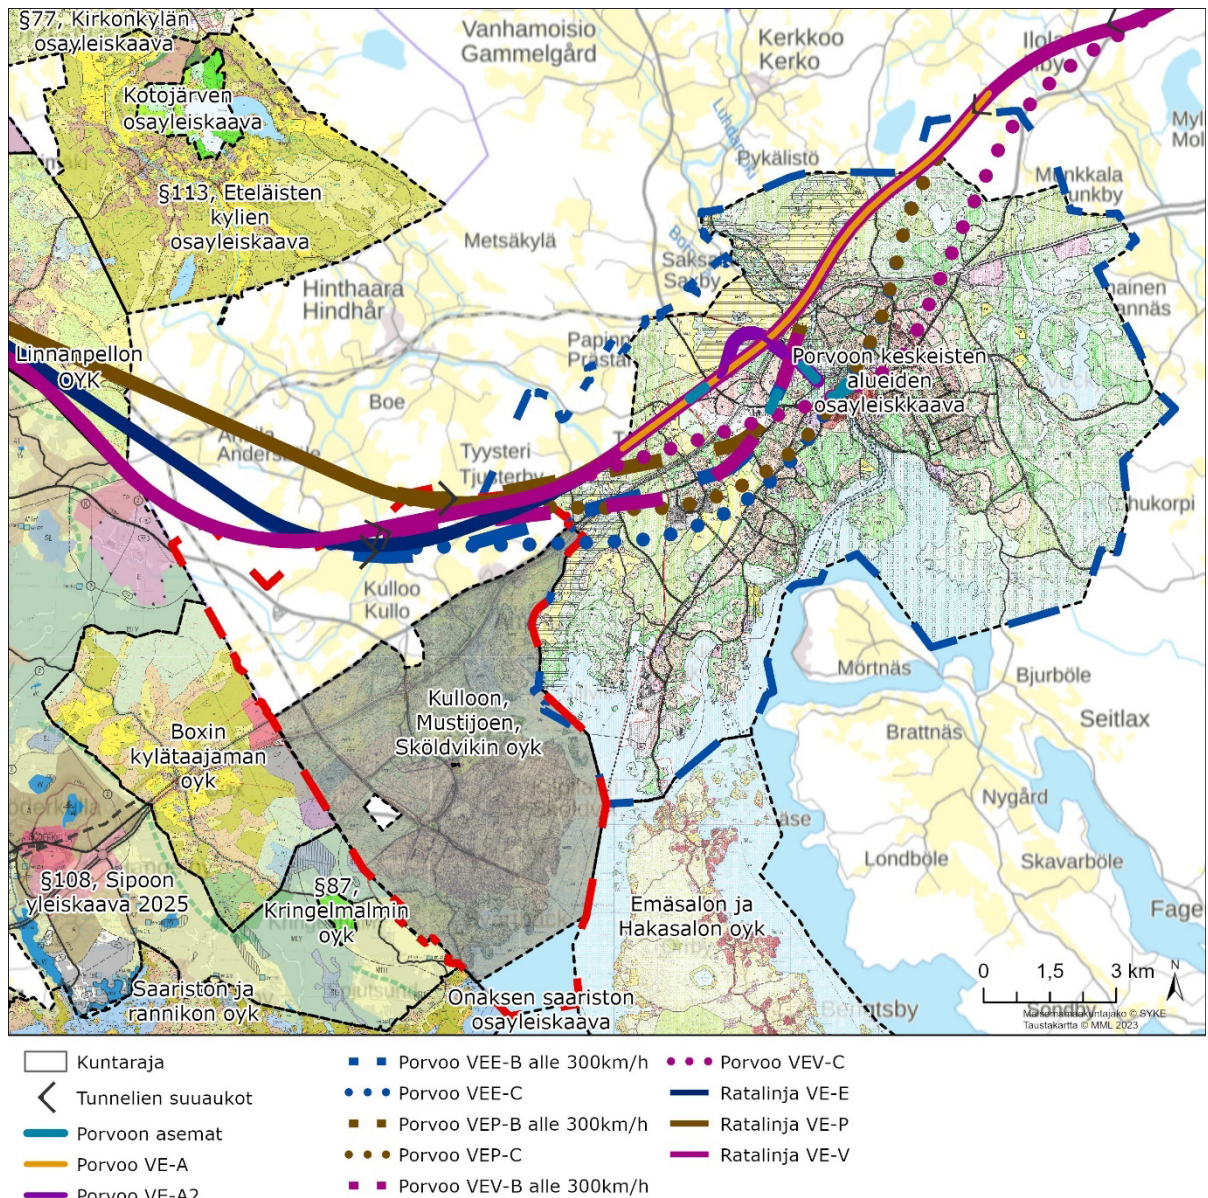 §77, Kirkonkylän
osayleiskaava
Vanhamoisio
Gammelgård
Kerkkoo
Kerko
Kotojärven
osayleiskaava
Pykälistö
§113, Eteläisten
kylien
osayleiskaava
Metsäkylä
Hinthaara
Hindhår
Linnanpellon
OYK
Boe
Porvoon keskeisten
alueiden
osayleiskkaava
Tyysteri
Tjusterby
Kulloo
Kullo
Kulloon,
Mustijoen,
Sköldvikin oyk
Boxin
kylätaajaman
oyk
Mörtnäs
Bjurböle
Brattnäs
Seitlax
Nygård
Londböle
Skavarböle
§108, Sipoon
yleiskaava 2025
§87,
Kringelmalmin
oyk
Emäsalon ja
Hakasalon oyk
Saariston ja
rannikon oyk
Onaksen saariston
osayleiskaava
0 1,5 3 km
N
Taustakartta © MML 2023
Kuntaraja
Tunnelien suuaukot
Porvoon asemat
Porvoo VE-A
Porvoo VE-A2
Porvoo VEE-B alle 300km/h
Porvoo VEE-C
Porvoo VEP-B alle 300km/h
Porvoo VEP-C
Porvoo VEV-B alle 300km/h
Porvoo VEV-C
Ratalinja VE-E
Ratalinja VE-P
Ratalinja VE-V